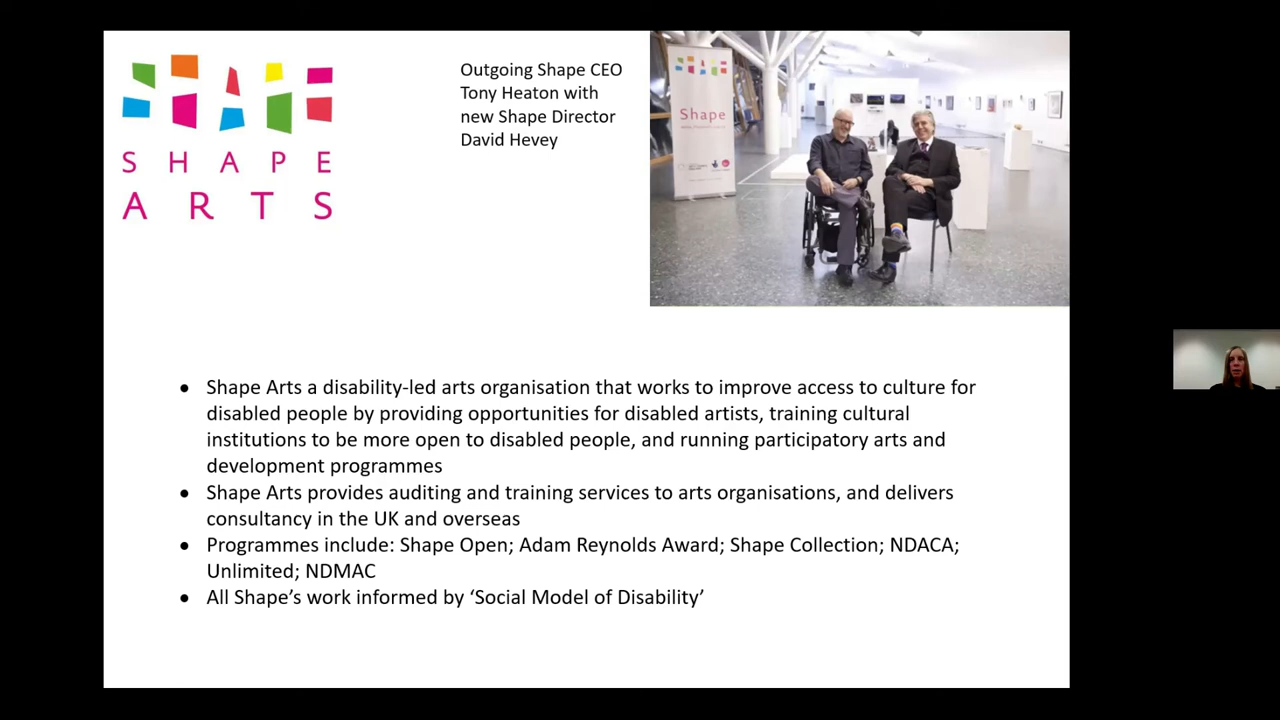 SHAPE
ARTS
Outgoing Shape CEO
Tony Heaton with
new Shape Director
David Hevey
Shape
• Shape Arts a disability-led arts organisation that works to improve access to culture for
disabled people by providing opportunities for disabled artists, training cultural
institutions to be more open to disabled people, and running participatory arts and
development programmes
• Shape Arts provides auditing and training services to arts organisations, and delivers
consultancy in the UK and overseas
• Programmes include: Shape Open; Adam Reynolds Award; Shape Collection; NDACA;
Unlimited; NDMAC
• All Shape’s work informed by ‘Social Model of Disability’